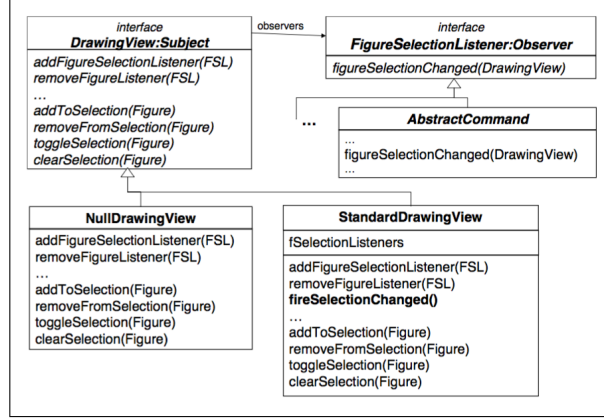 interface
DrawingView:Subject
addFigureSelectionListener(FSL)
removeFigureListener(FSL)
...
addToSelection(Figure)
removeFromSelection(Figure)
toggleSelection(Figure)
clearSelection(Figure)
observers
interface
FigureSelectionListener:Observer
figureSelectionChanged(DrawingView)
...
AbstractCommand
...
figureSelectionChanged(DrawingView)
...
NullDrawingView
addFigureSelectionListener(FSL)
removeFigureListener(FSL)
...
addToSelection(Figure)
removeFromSelection(Figure)
toggleSelection(Figure)
clearSelection(Figure)
StandardDrawingView
fSelectionListeners
addFigureSelectionListener(FSL)
removeFigureListener(FSL)
fireSelectionChanged()
...
addToSelection(Figure)
removeFromSelection(Figure)
toggleSelection(Figure)
clearSelection(Figure)